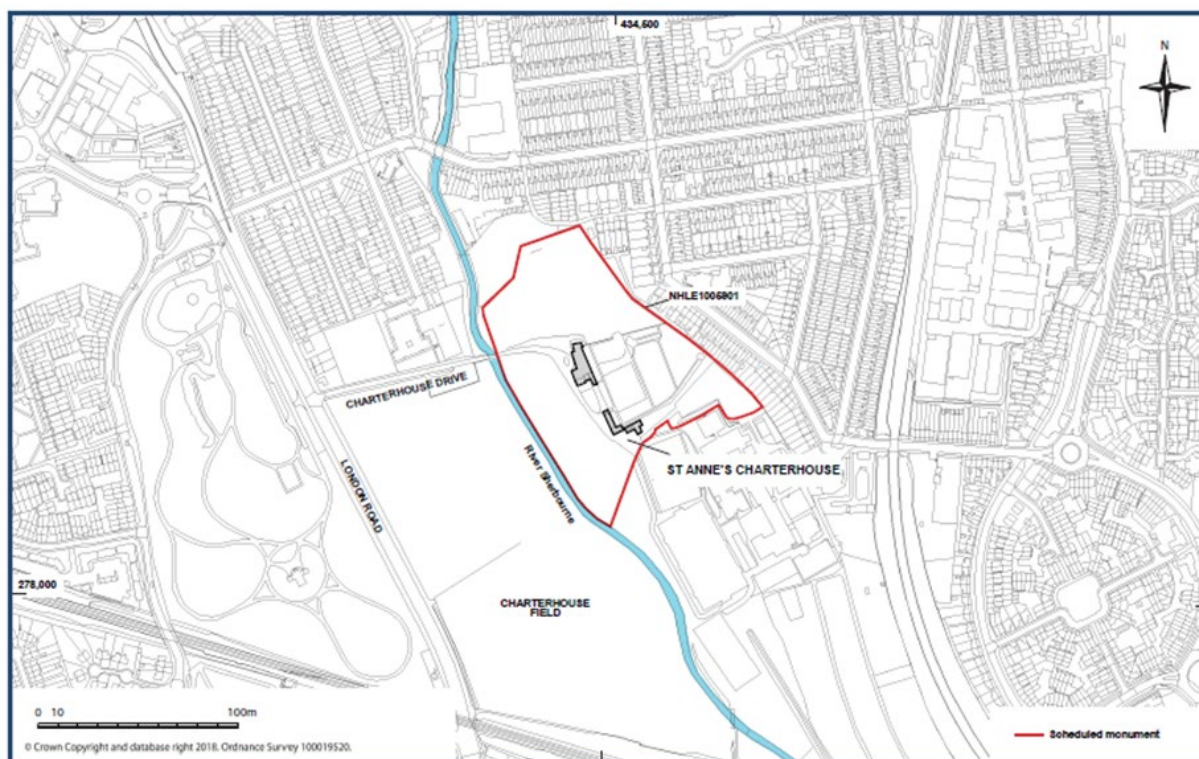 434,500
N
NHLE1005901
CHARTERHOUSE DRIVE
ST ANNE'S CHARTERHOUSE
River Sherbourne
LONDON ROAD
278,000
CHARTERHOUSE
FIELD
0 10 100m
Scheduled monument
© Crown Copyright and database right 2018. Ordnance Survey 100019520.